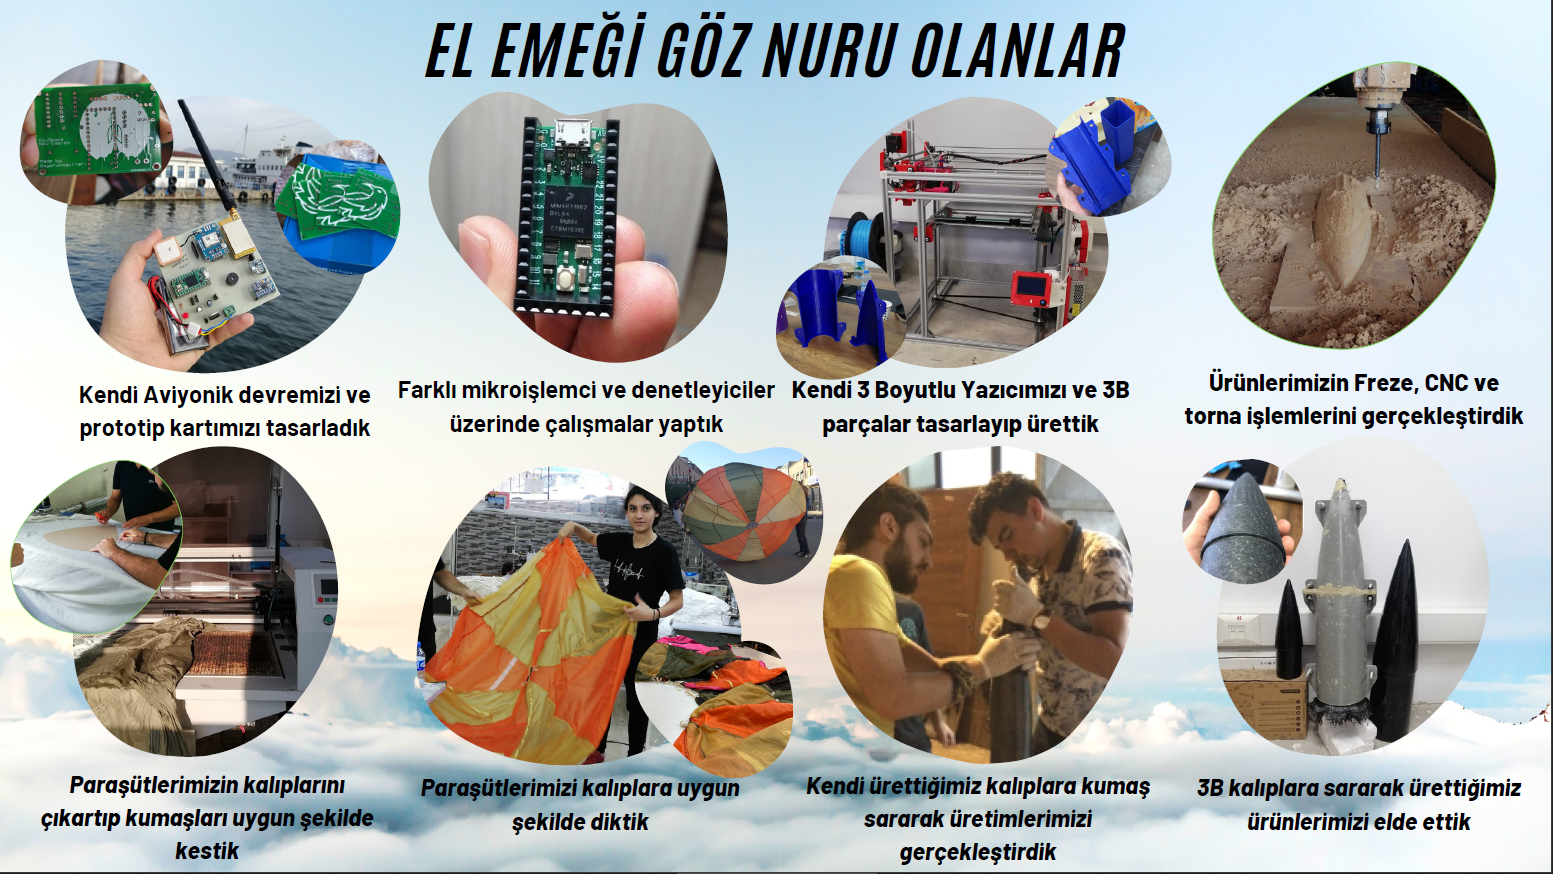 EL EMEĞİ GÖZ NURU OLANLAR
MIMXRT1062
DVL6A
Kendi Aviyonik devremizi ve
prototip kartımızı tasarladık
Farklı mikroişlemci ve denetleyiciler
üzerinde çalışmalar yaptık
Kendi 3 Boyutlu Yazıcımızı ve 3B
parçalar tasarlayıp ürettik
Ürünlerimizin Freze, CNC ve
torna işlemlerini gerçekleştirdik
Paraşütlerimizin kalıplarını
çıkartıp kumaşları uygun şekilde
kestik
Paraşütlerimizi kalıplara uygun
şekilde diktik
Kendi ürettiğimiz kalıplara kumaş
sararak üretimlerimizi
gerçekleştirdik
3B kalıplara sararak ürettiğimiz
ürünlerimizi elde ettik